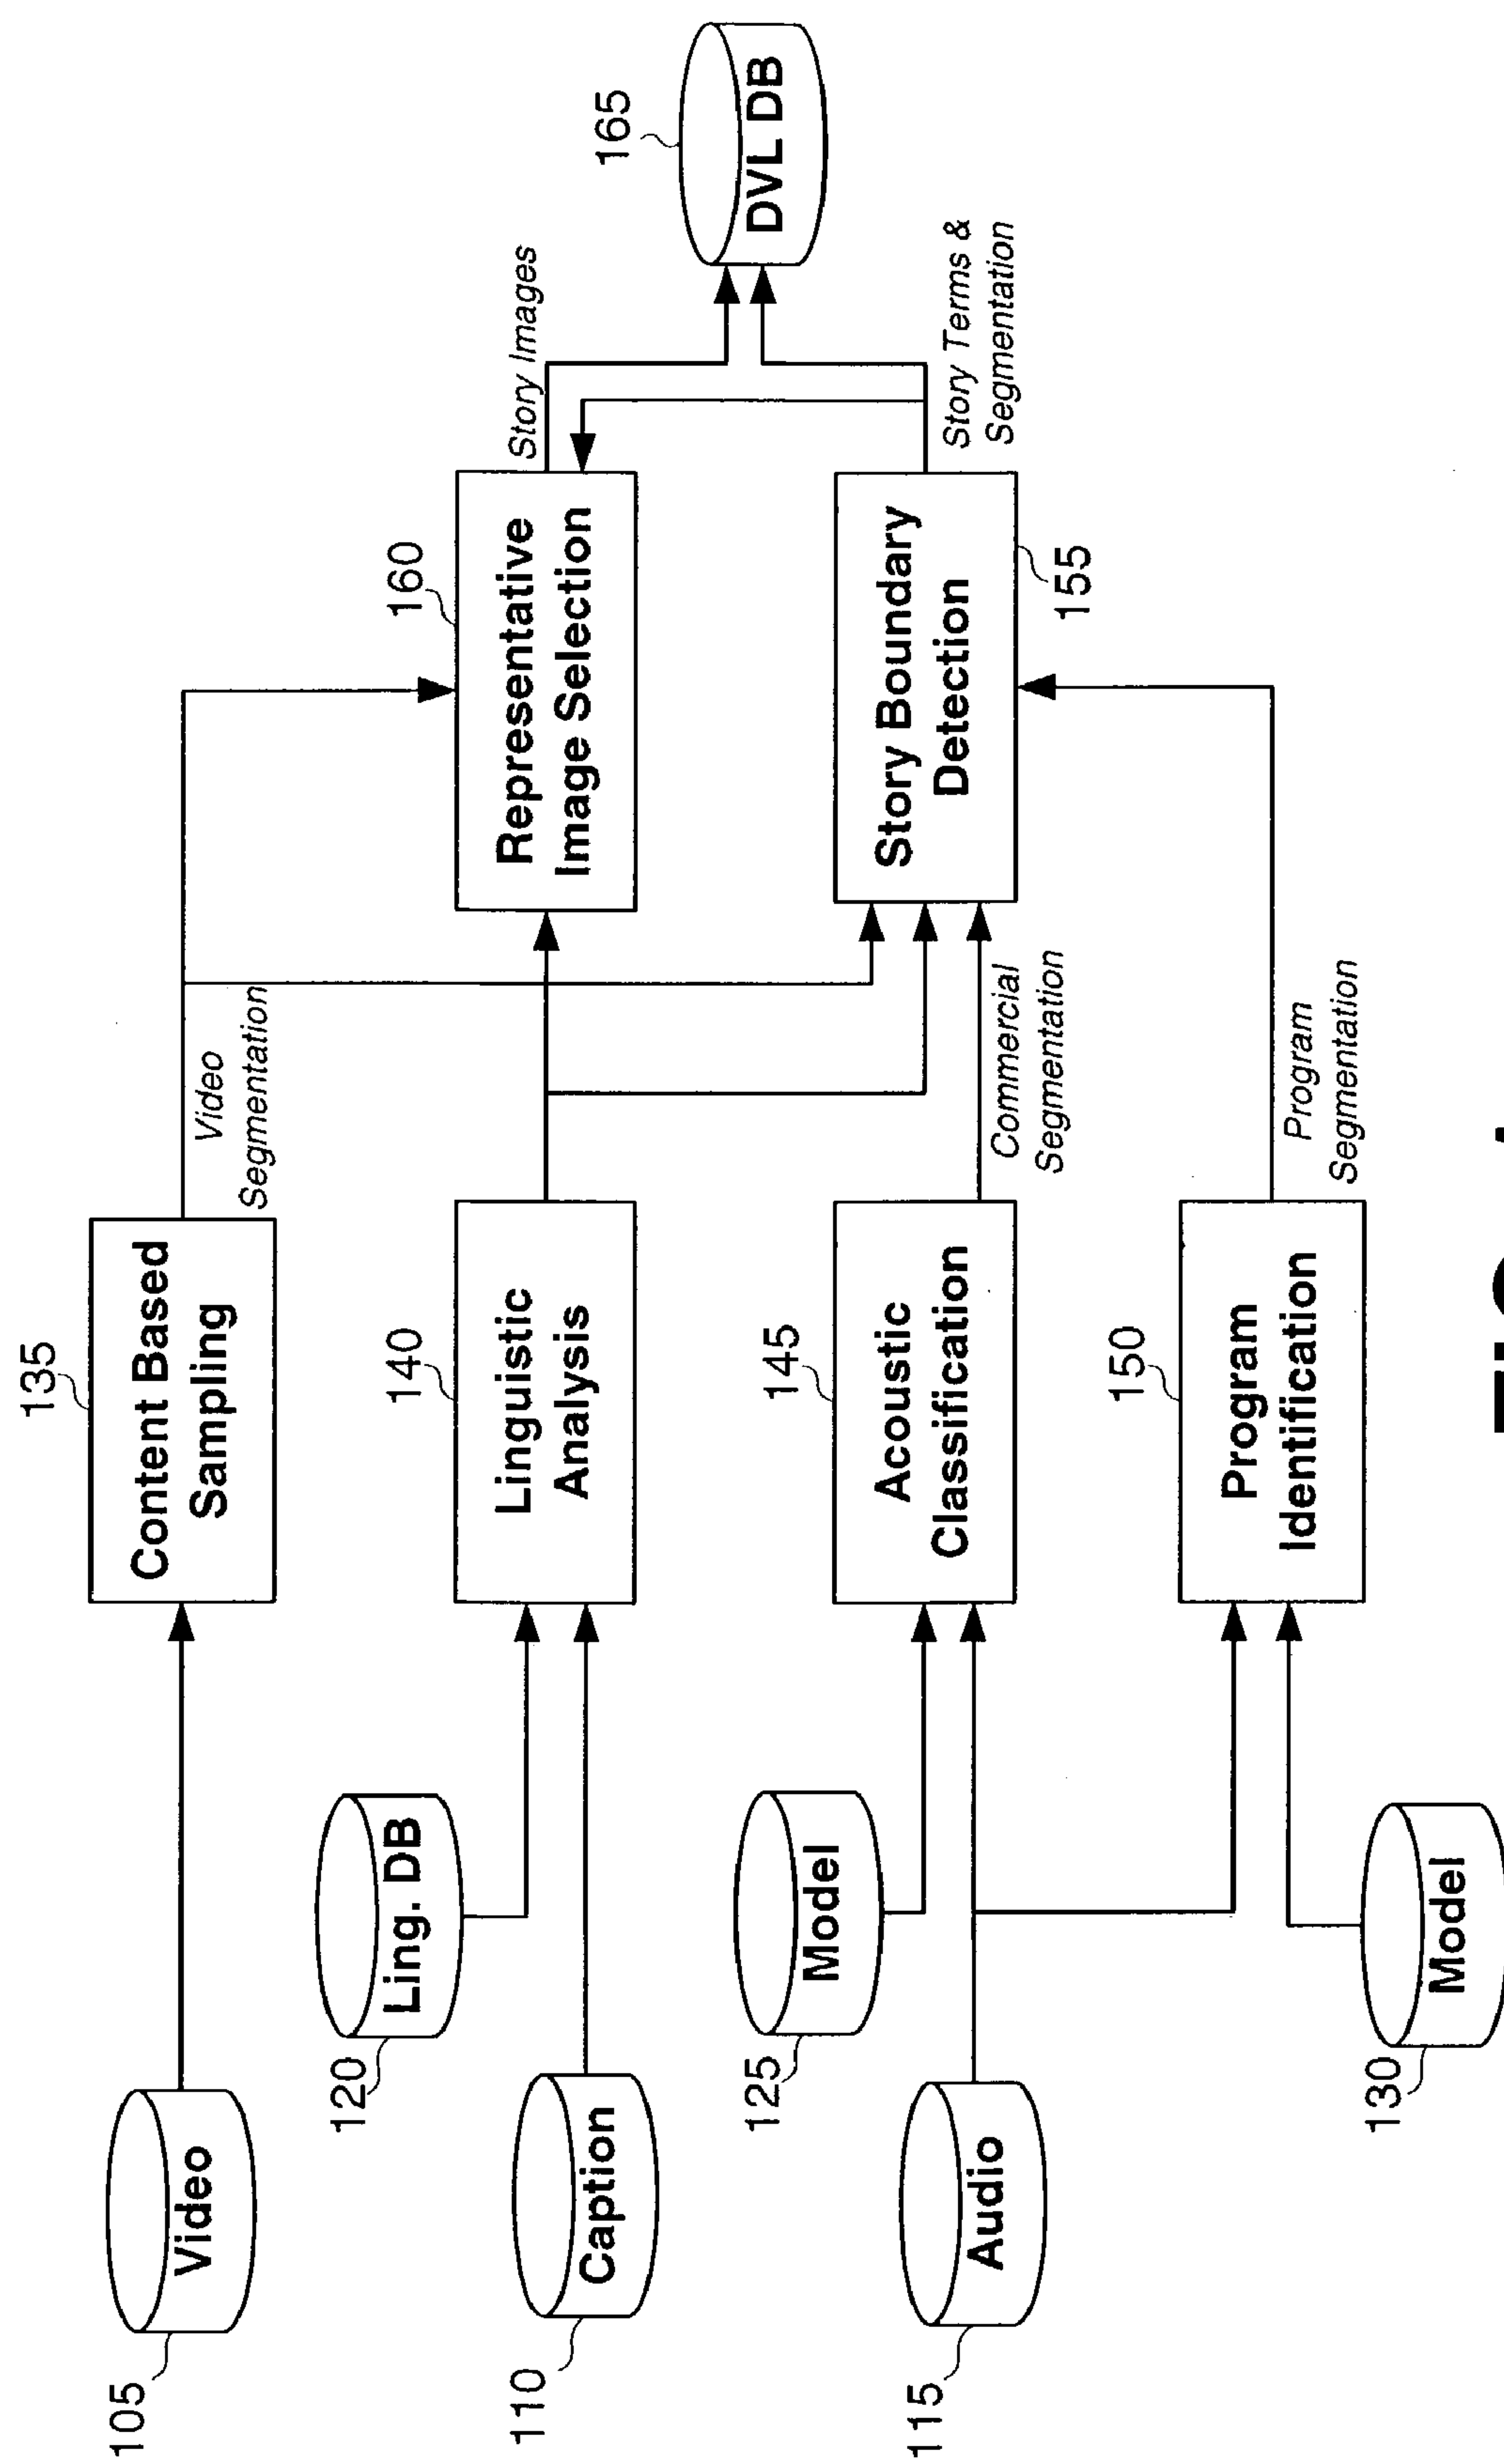 135
Content Based
Sampling
Video
Segmentation
105
Video
120
Ling. DB
110
Caption
140
Linguistic
Analysis
160
Representative
Image Selection
Story Images
165
DVL DB
125
Model
115
Audio
145
Acoustic
Classification
Commercial
Segmentation
Story Boundary
Detection
155
Story Terms &
Segmentation
150
Program
Identification
Program
Segmentation
130
Model